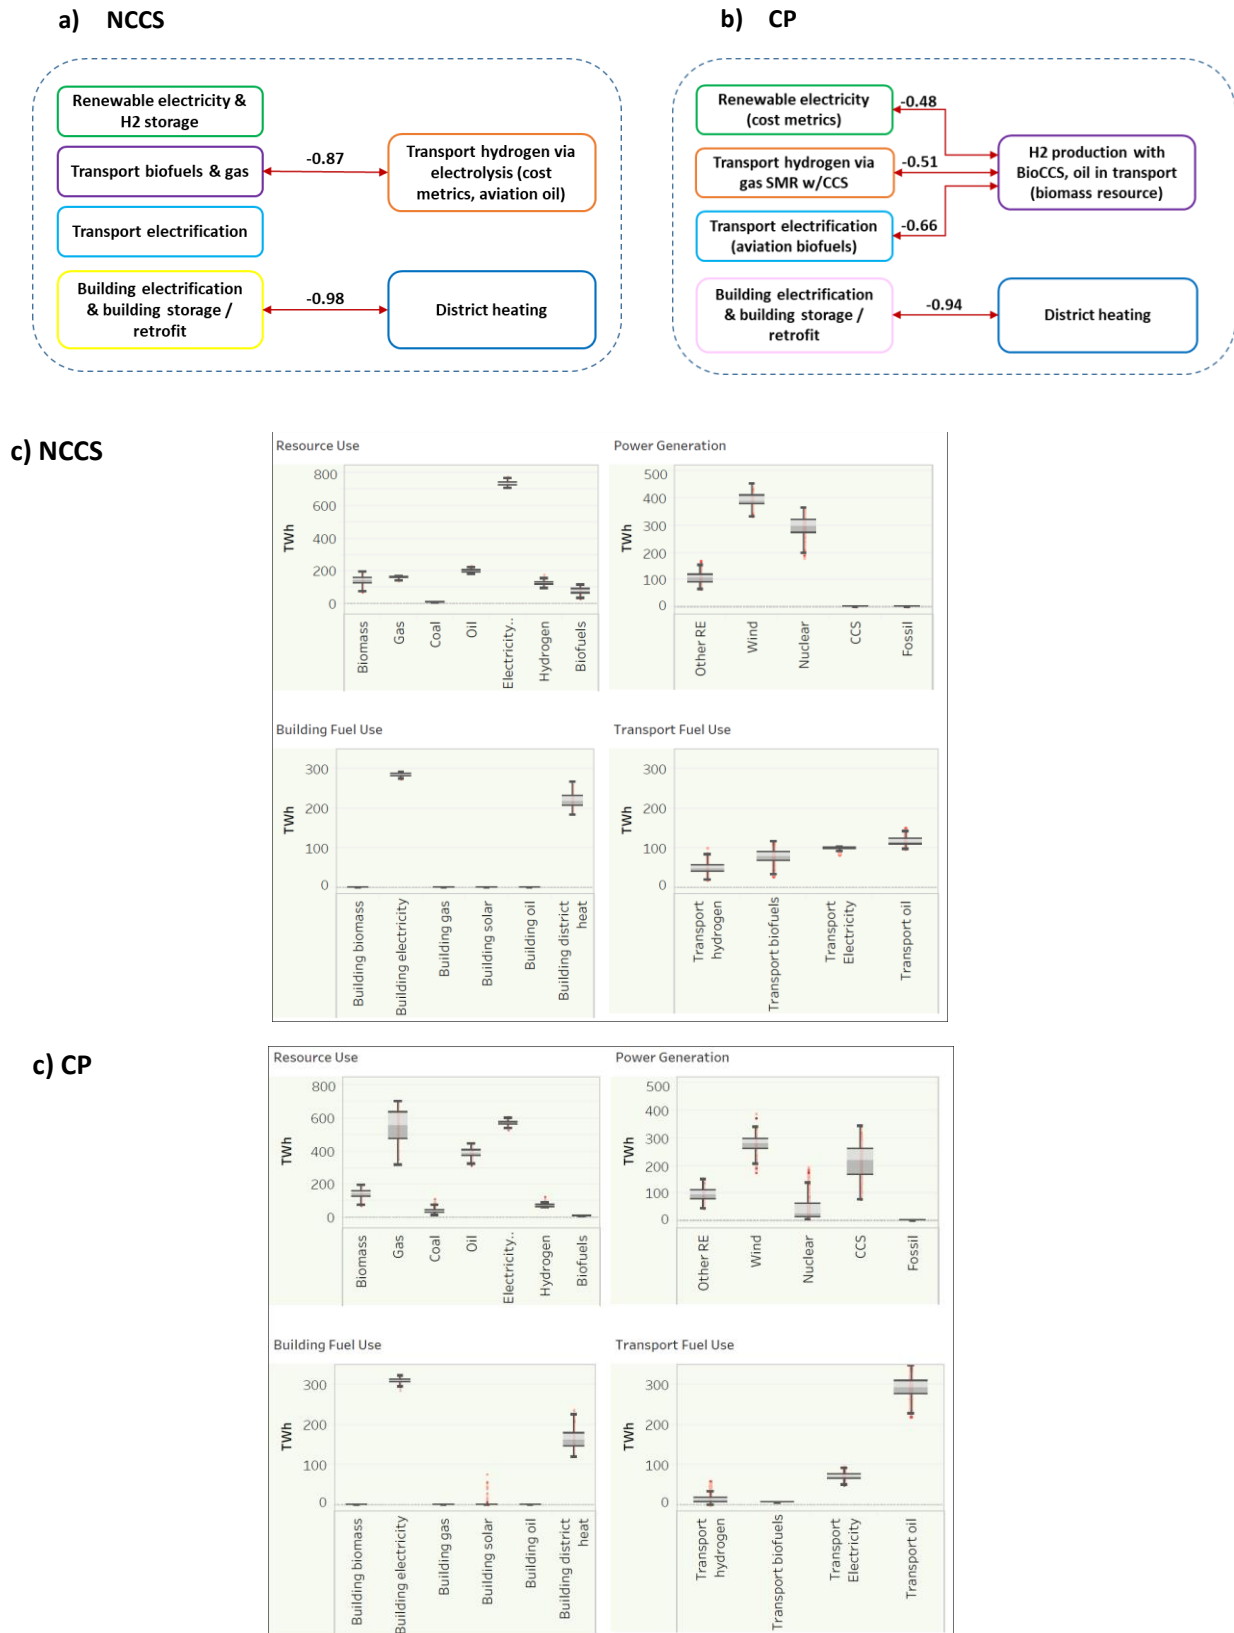 a) NCCS
b) CP
Renewable electricity &
H2 storage
Transport biofuels & gas
-0.87
Transport hydrogen via
electrolysis (cost
metrics, aviation oil)
Transport electrification
Building electrification
& building storage /
retrofit
-0.98
District heating
Renewable electricity
(cost metrics)
-0.48
Transport hydrogen via
gas SMR w/CCS
-0.51
H2 production with
BioCCS, oil in transport
(biomass resource)
Transport electrification
(aviation biofuels)
-0.66
Building electrification
& building storage /
retrofit
-0.94
District heating
c) NCCS
Resource Use
TWh
800
600
400
200
0
Biomass
Gas
Coal
Oil
Electricity..
Hydrogen
Biofuels
Power Generation
TWh
500
400
300
200
100
0
Other RE
Wind
Nuclear
CCS
Fossil
Building Fuel Use
TWh
300
200
100
0
Building biomass
Building electricity
Building gas
Building solar
Building oil
Building district
heat
Transport Fuel Use
TWh
300
200
100
0
Transport
hydrogen
Transport biofuels
Transport
Electricity
Transport oil
c) CP
Resource Use
TWh
800
600
400
200
0
Biomass
Gas
Coal
Oil
Electricity..
Hydrogen
Biofuels
Power Generation
TWh
500
400
300
200
100
0
Other RE
Wind
Nuclear
CCS
Fossil
Building Fuel Use
TWh
300
200
100
0
Building biomass
Building electricity
Building gas
Building solar
Building oil
Building district
heat
Transport Fuel Use
TWh
300
200
100
0
Transport
hydrogen
Transport biofuels
Transport
Electricity
Transport oil